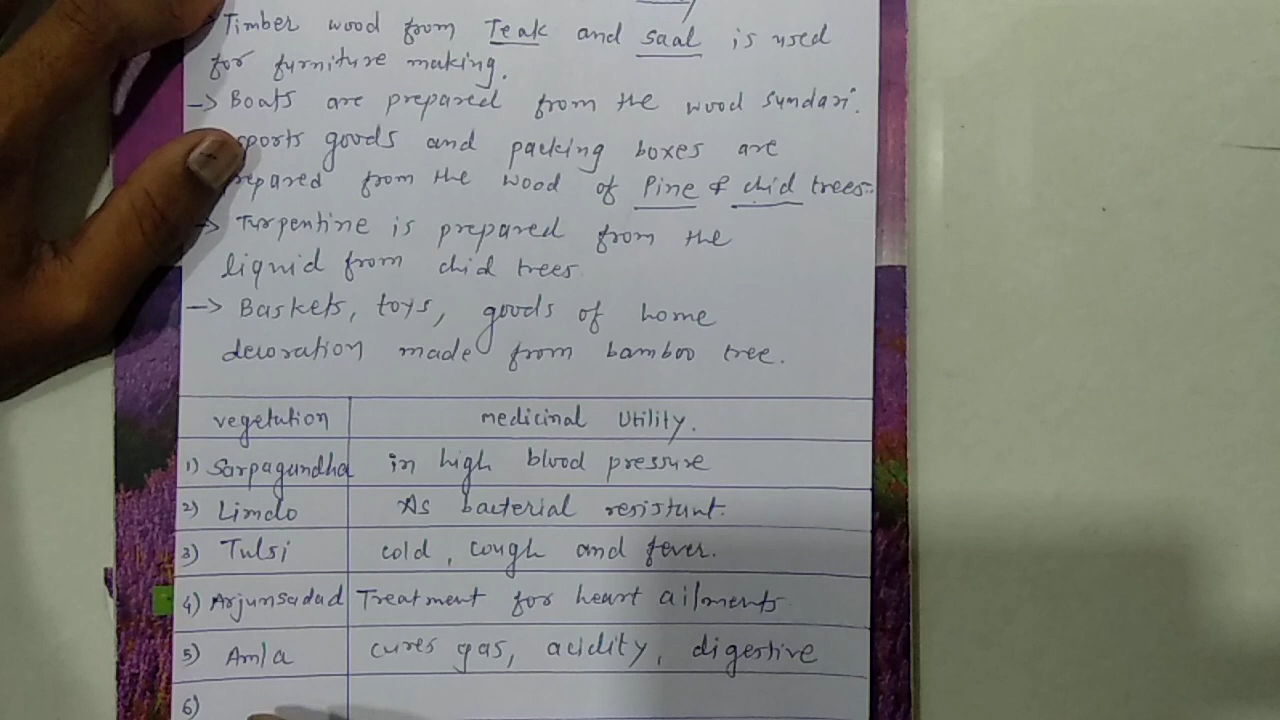 Timber wood from Teak and Saal is used
for furniture making.
-> Boats are prepared from the wood Sundari.
sports goods and packing boxes are
repared from the wood of Pine & chid trees.
-> Turpentine is prepared from the
liquid from chid trees.
-> Baskets, toys, goods of home
decoration made from bamboo tree.
vegetation medicinal Utility.
1) Sarpagandha in high blood pressure
2) Limdo As bacterial resistant.
3) Tulsi cold, cough and fever.
4) Arjunsadad Treatment for heart ailments
5) Amla cures gas, acidity, digestive
6)